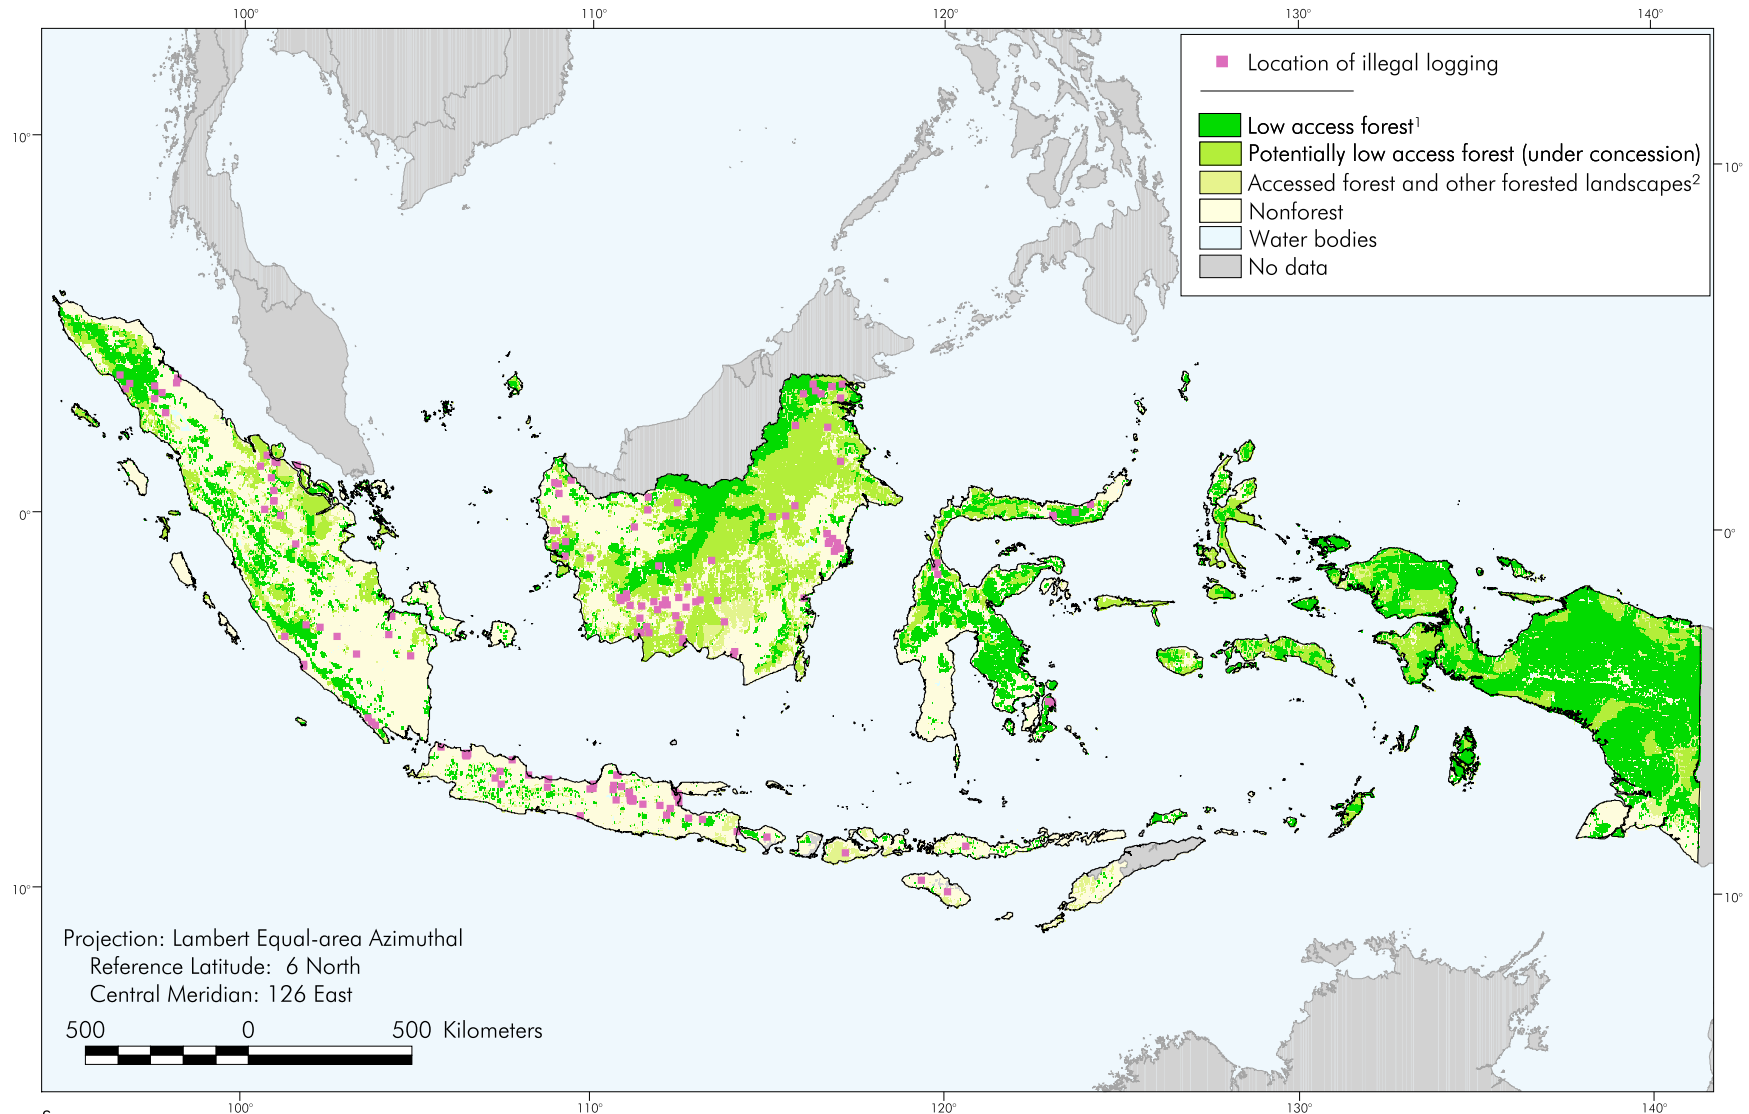 100° 110° 120° 130° 140°
Location of illegal logging
Low access forest¹
Potentially low access forest (under concession)
Accessed forest and other forested landscapes²
Nonforest
Water bodies
No data
10° 10°
0° 0°
10° 10°
Projection: Lambert Equal-area Azimuthal
Reference Latitude: 6 North
Central Meridian: 126 East
500 0 500 Kilometers
100° 110° 120° 130° 140°